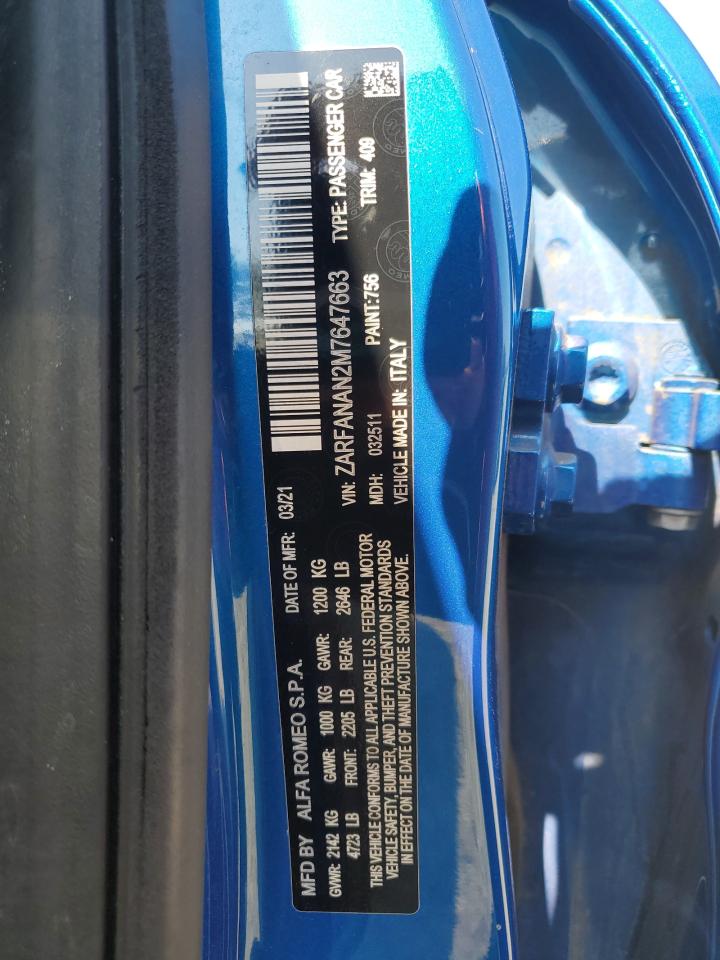 MFD BY ALFA ROMEO S.P.A. DATE OF MFR: 03/21
GVWR: 2142 KG GAWR: 1000 KG GAWR: 1200 KG
4723 LB FRONT: 2205 LB REAR: 2646 LB
THIS VEHICLE CONFORMS TO ALL APPLICABLE U.S. FEDERAL MOTOR
VEHICLE SAFETY, BUMPER, AND THEFT PREVENTION STANDARDS
IN EFFECT ON THE DATE OF MANUFACTURE SHOWN ABOVE.
VIN: ZARFANAN2M7647663 TYPE: PASSENGER CAR
MDH: 032511 PAINT: 756 TRIM: 409
VEHICLE MADE IN: ITALY